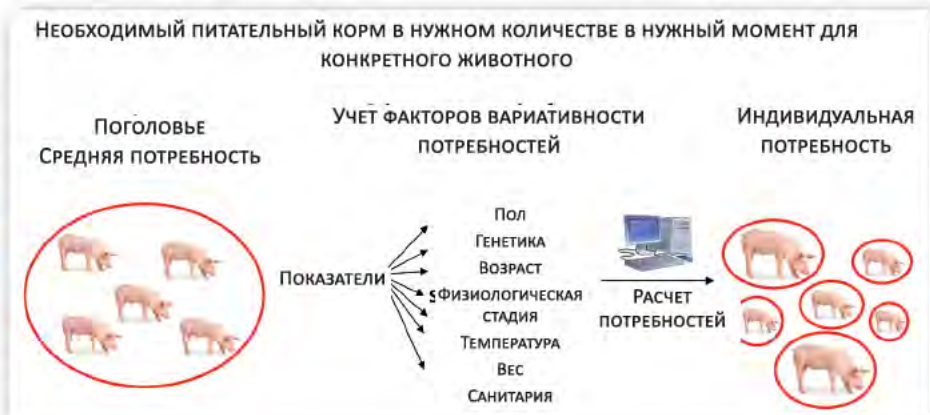 НЕОБХОДИМЫЙ ПИТАТЕЛЬНЫЙ КОРМ В НУЖНОМ КОЛИЧЕСТВЕ В НУЖНЫЙ МОМЕНТ ДЛЯ
КОНКРЕТНОГО ЖИВОТНОГО
ПОГОЛОВЬЕ
СРЕДНЯЯ ПОТРЕБНОСТЬ
УЧЕТ ФАКТОРОВ ВАРИАТИВНОСТИ
ПОТРЕБНОСТЕЙ
ИНДИВИДУАЛЬНАЯ
ПОТРЕБНОСТЬ
ПОКАЗАТЕЛИ
ПОЛ
ГЕНЕТИКА
ВОЗРАСТ
ФИЗИОЛОГИЧЕСКАЯ
СТАДИЯ
ТЕМПЕРАТУРА
ВЕС
САНИТАРИЯ
РАСЧЕТ
ПОТРЕБНОСТЕЙ